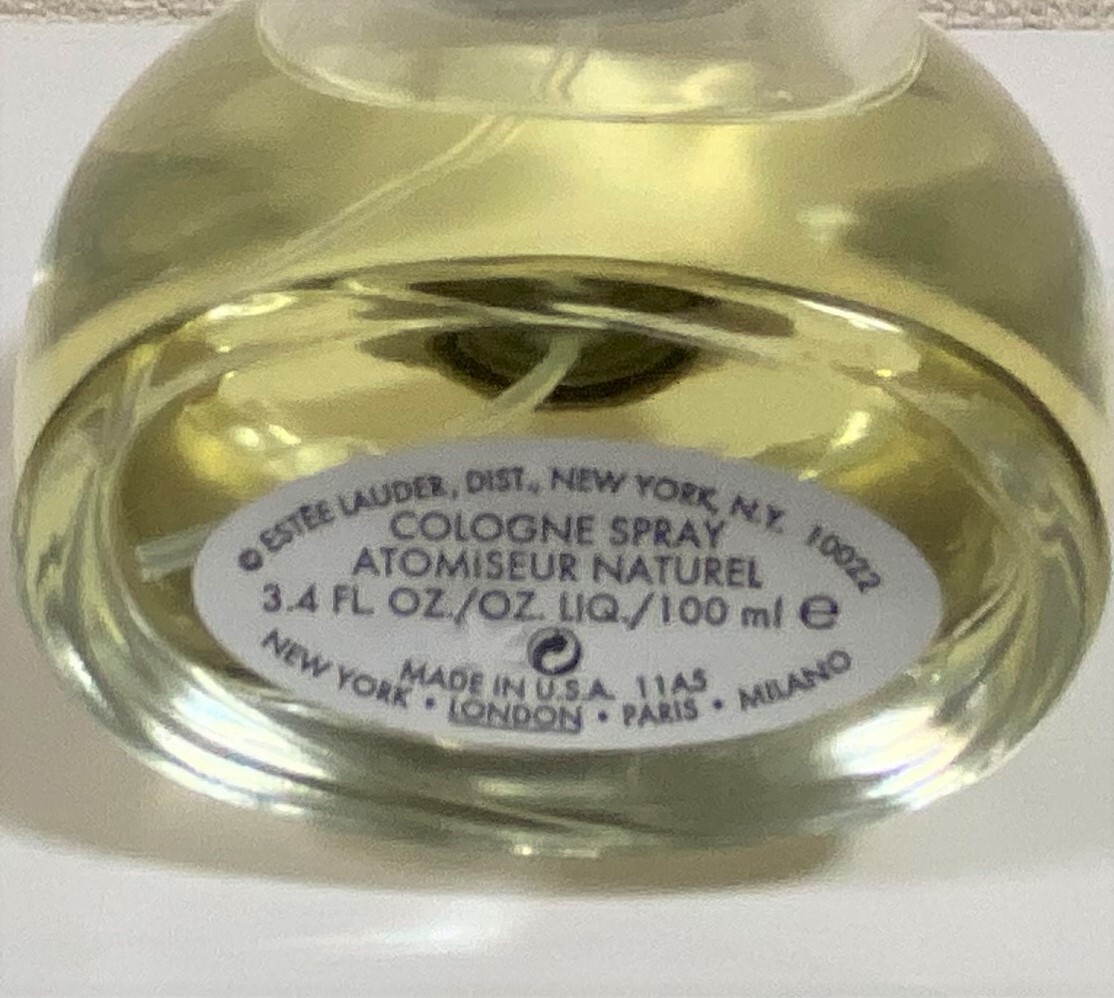 © ESTĒE LAUDER, DIST., NEW YORK, N.Y. 10022
COLOGNE SPRAY
ATOMISEUR NATUREL
3.4 FL. OZ./OZ. LIQ./100 ml e
MADE IN U.S.A. 11A5
NEW YORK • LONDON • PARIS • MILANO